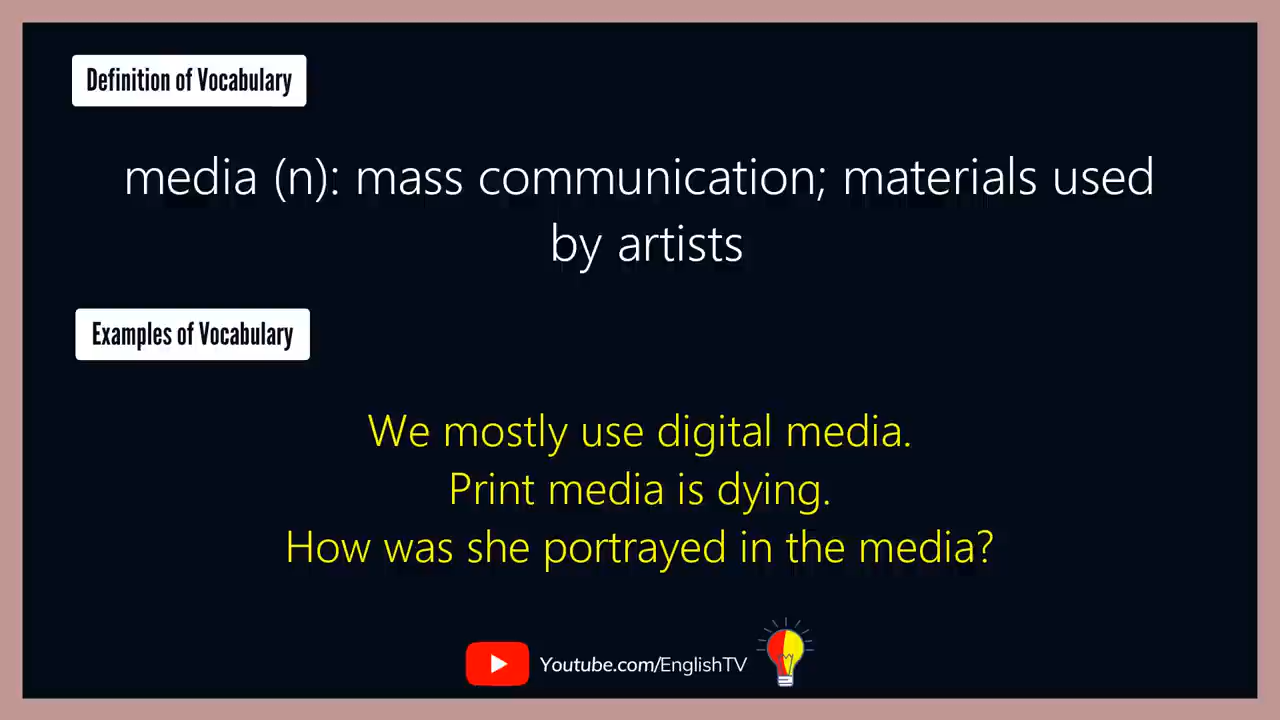 Definition of Vocabulary
media (n): mass communication; materials used
by artists
Examples of Vocabulary
We mostly use digital media.
Print media is dying.
How was she portrayed in the media?
Youtube.com/EnglishTV